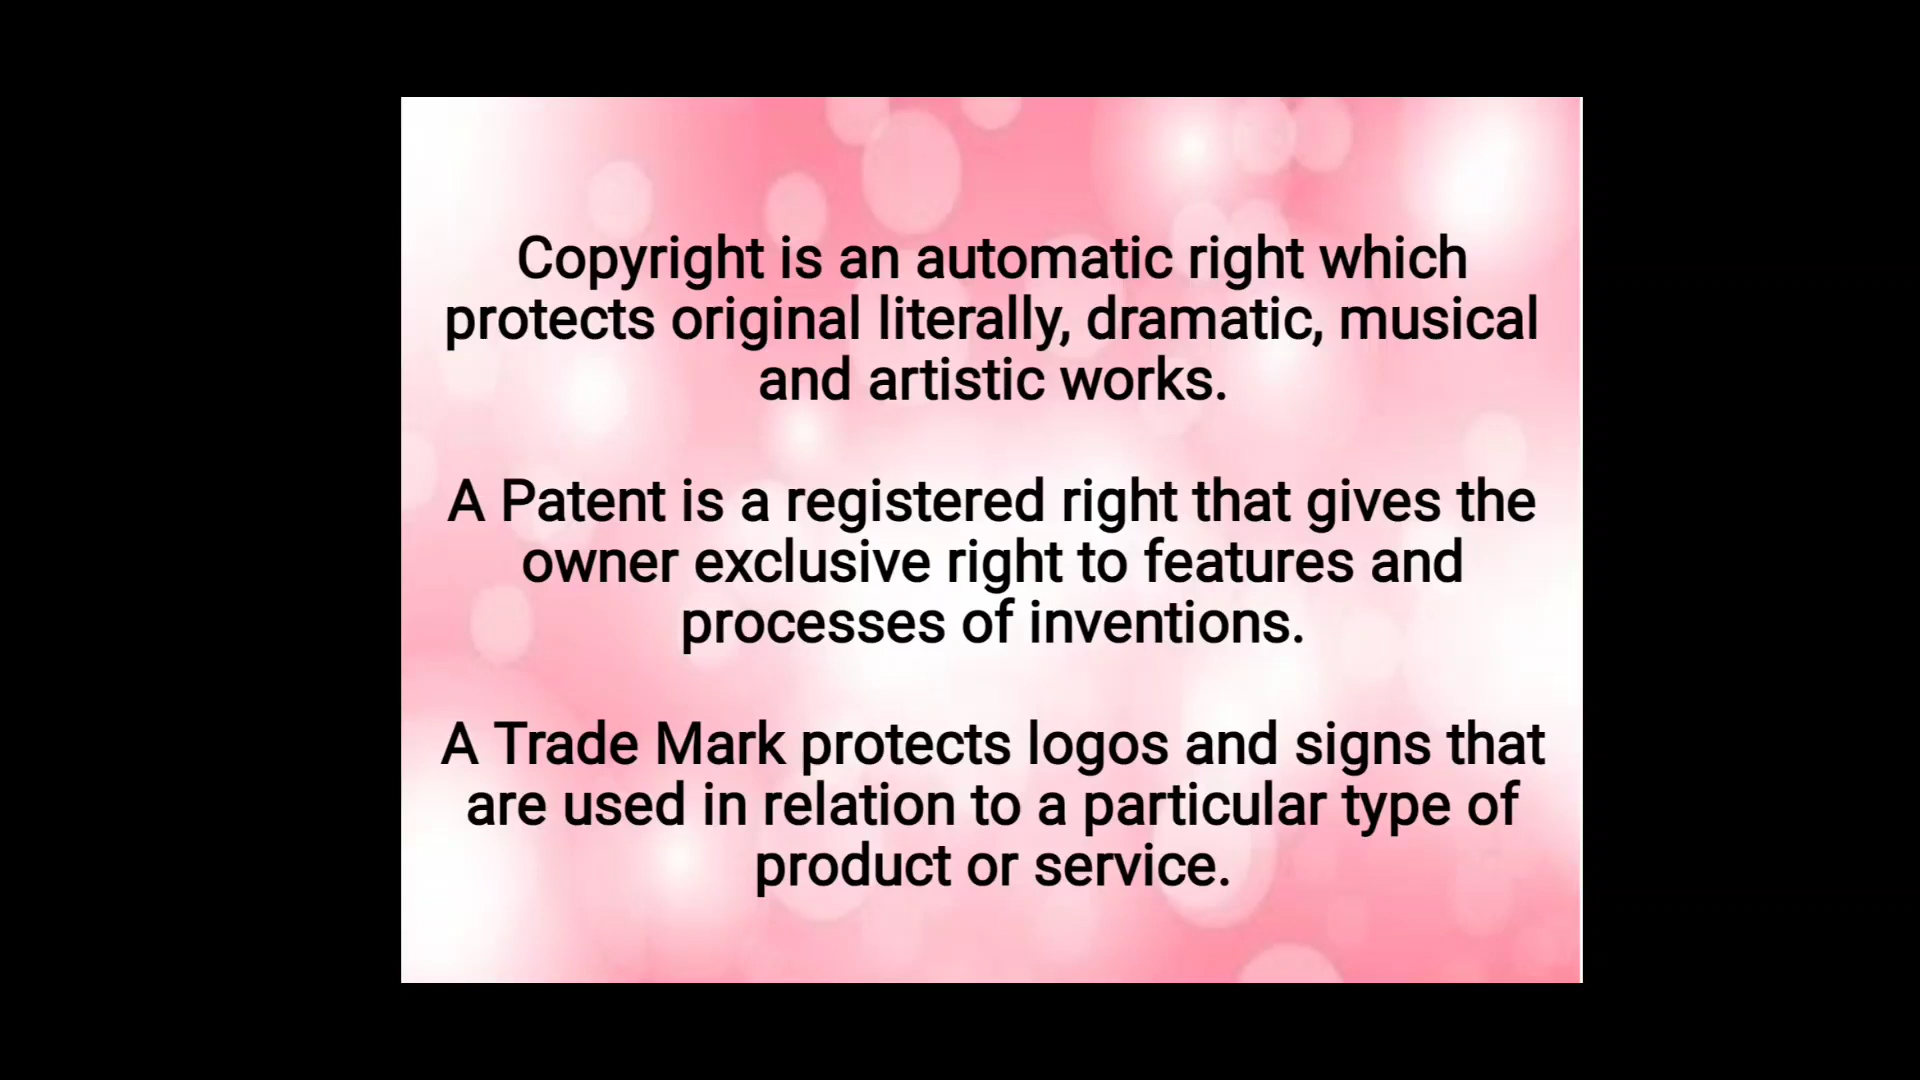 Copyright is an automatic right which
protects original literally, dramatic, musical
and artistic works.
A Patent is a registered right that gives the
owner exclusive right to features and
processes of inventions.
A Trade Mark protects logos and signs that
are used in relation to a particular type of
product or service.